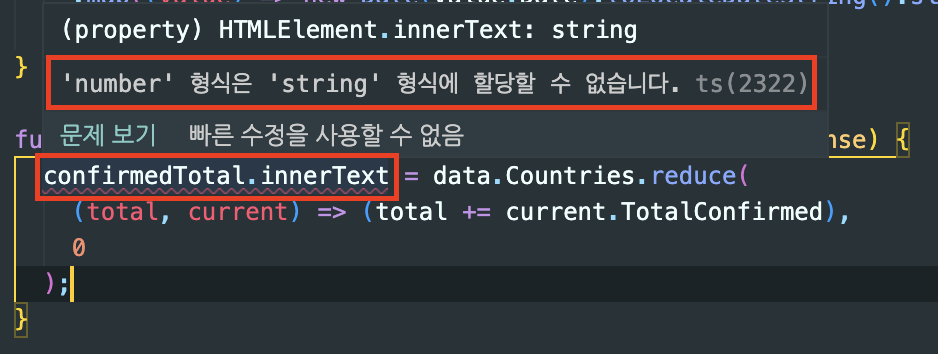 (property) HTMLElement.innerText: string
}
'number' 형식은 'string' 형식에 할당할 수 없습니다. ts(2322)
문제 보기 빠른 수정을 사용할 수 없음
fu nse) {
confirmedTotal.innerText = data.Countries.reduce(
(total, current) => (total += current.TotalConfirmed),
0
);
}